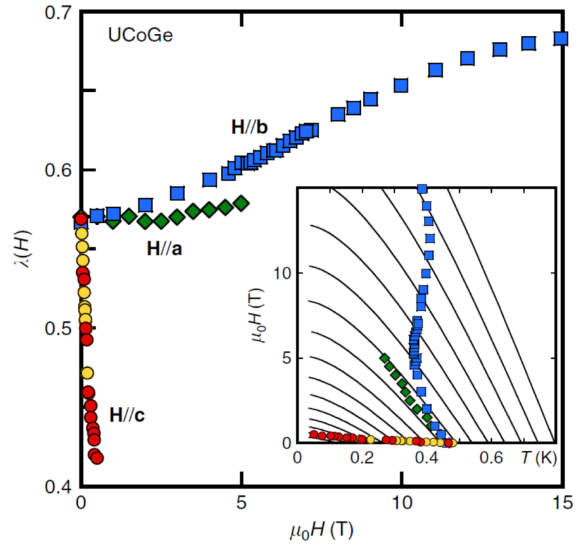 0.7
UCoGe
H//b
0.6
H//a
λ(H)
0.5
H//c
0.4
0
5
10
15
μ₀H (T)
10
5
0
μ₀H (T)
0
0.2
0.4
0.6
T (K)